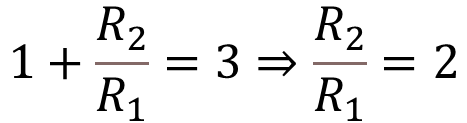 1 + R₂/R₁ = 3 ⇒ R₂/R₁ = 2